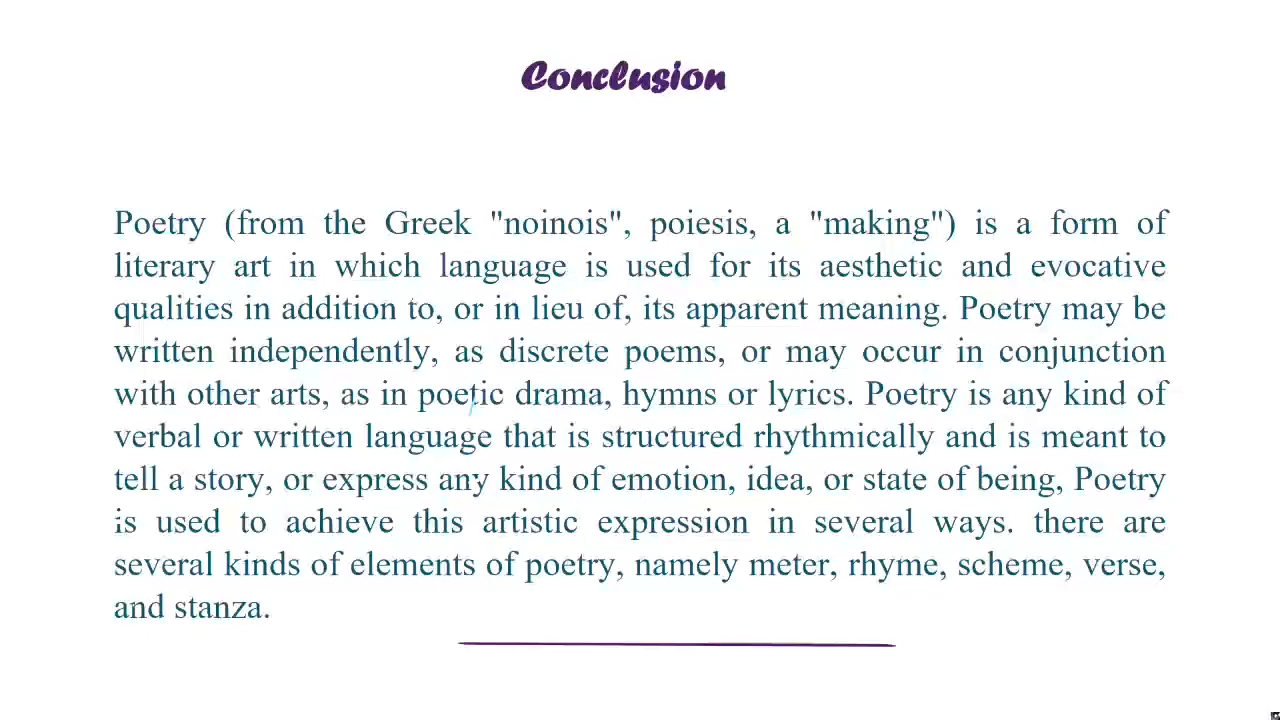 Conclusion
Poetry (from the Greek "noinois", poiesis, a "making") is a form of
literary art in which language is used for its aesthetic and evocative
qualities in addition to, or in lieu of, its apparent meaning. Poetry may be
written independently, as discrete poems, or may occur in conjunction
with other arts, as in poetic drama, hymns or lyrics. Poetry is any kind of
verbal or written language that is structured rhythmically and is meant to
tell a story, or express any kind of emotion, idea, or state of being, Poetry
is used to achieve this artistic expression in several ways. there are
several kinds of elements of poetry, namely meter, rhyme, scheme, verse,
and stanza.